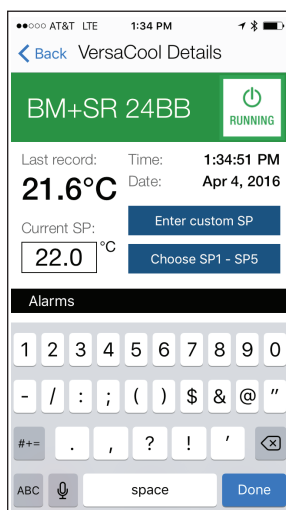 ●●○○○ AT&T LTE 1:34 PM
Back VersaCool Details
BM+SR 24BB
RUNNING
Last record: Time: 1:34:51 PM
21.6°C Date: Apr 4, 2016
Current SP: Enter custom SP
22.0 °C Choose SP1 - SP5
Alarms
1 2 3 4 5 6 7 8 9 0
- / : ; ( ) $ & @ "
#+= . , ? ! '
ABC space Done